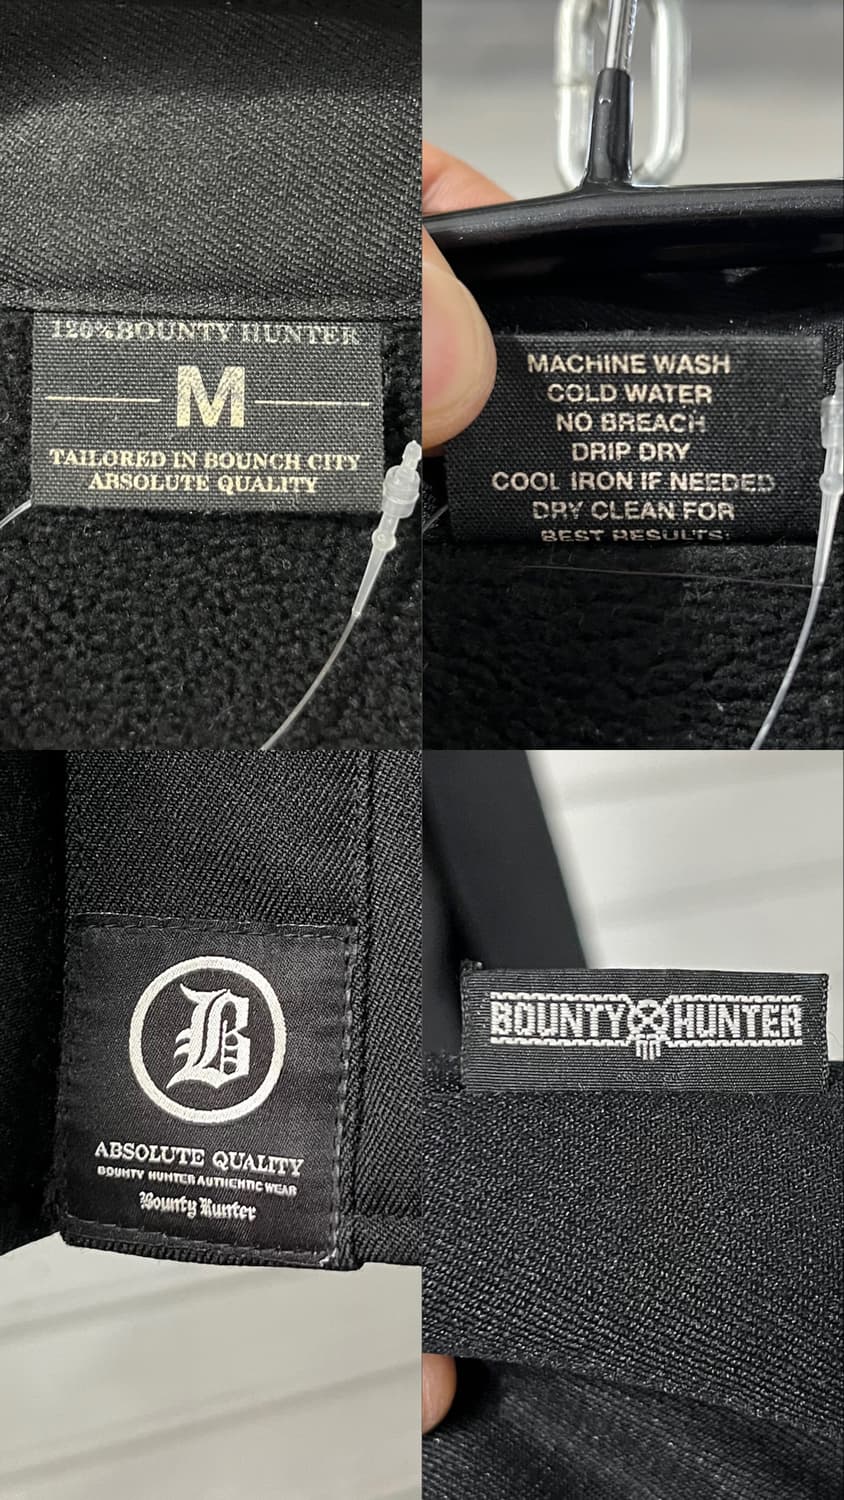 120%BOUNTY HUNTER
M
TAILORED IN BOUNCH CITY
ABSOLUTE QUALITY
MACHINE WASH
COLD WATER
NO BREACH
DRIP DRY
COOL IRON IF NEEDED
DRY CLEAN FOR
BEST RESULTS.
B
ABSOLUTE QUALITY
BOUNTY HUNTER AUTHENTIC WEAR
Bounty Hunter
BOUNTY HUNTER